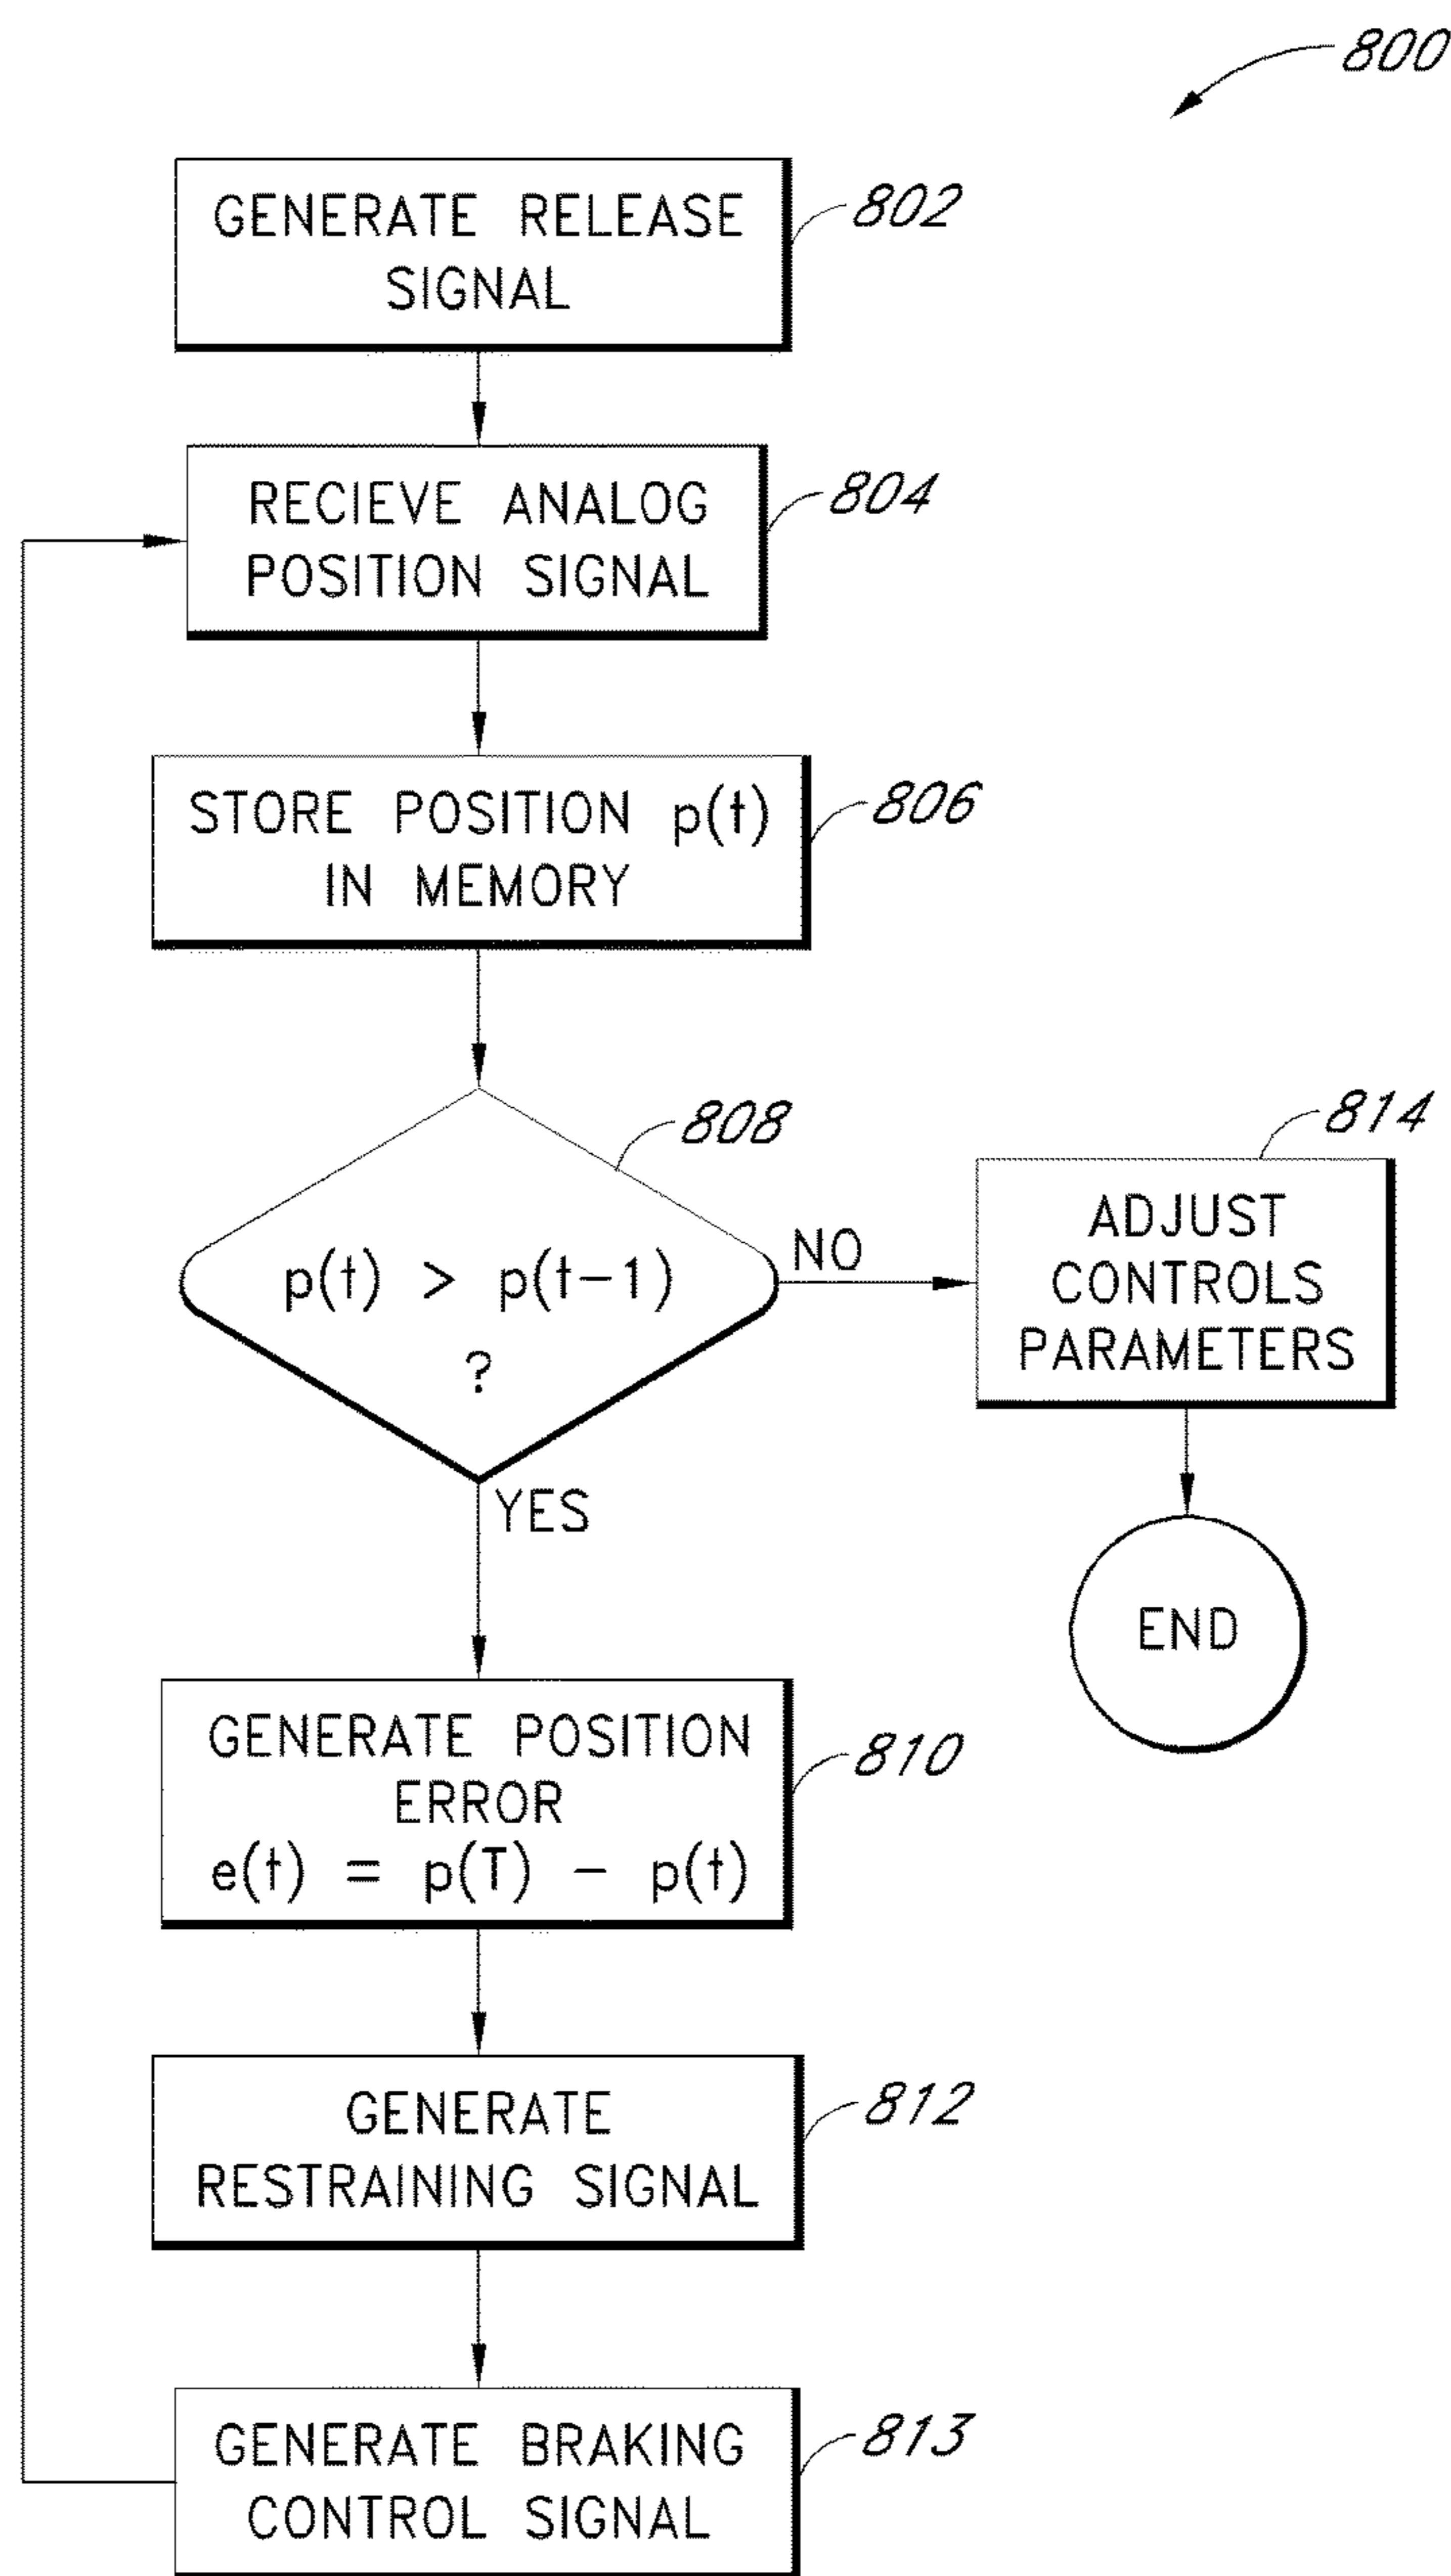 800
GENERATE RELEASE
SIGNAL
802
RECIEVE ANALOG
POSITION SIGNAL
804
STORE POSITION p(t)
IN MEMORY
806
808
p(t) > p(t-1)
?
NO
YES
814
ADJUST
CONTROLS
PARAMETERS
END
GENERATE POSITION
ERROR
e(t) = p(T) - p(t)
810
GENERATE
RESTRAINING SIGNAL
812
GENERATE BRAKING
CONTROL SIGNAL
813